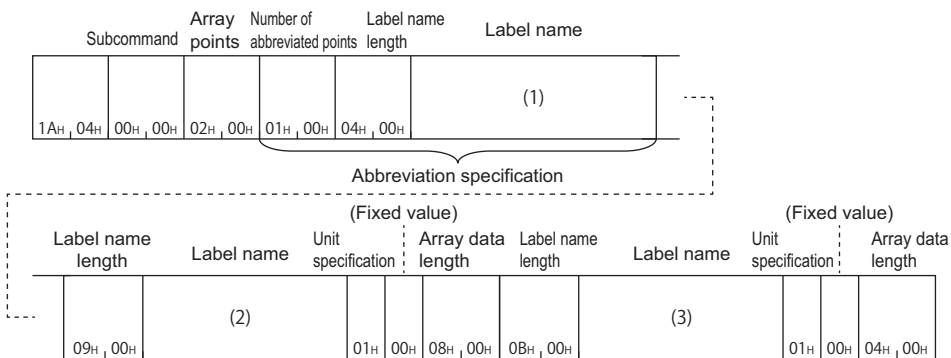 Subcommand
Array points
Number of abbreviated points
Label name length
Label name
(1)
1AH 04H 00H 00H 02H 00H 01H 00H 04H 00H
Abbreviation specification
(Fixed value)
(Fixed value)
Label name length
Label name
Unit specification
Array data length
Label name length
Label name
Unit specification
Array data length
(2)
(3)
09H 00H 01H 00H 08H 00H 0BH 00H 01H 00H 04H 00H